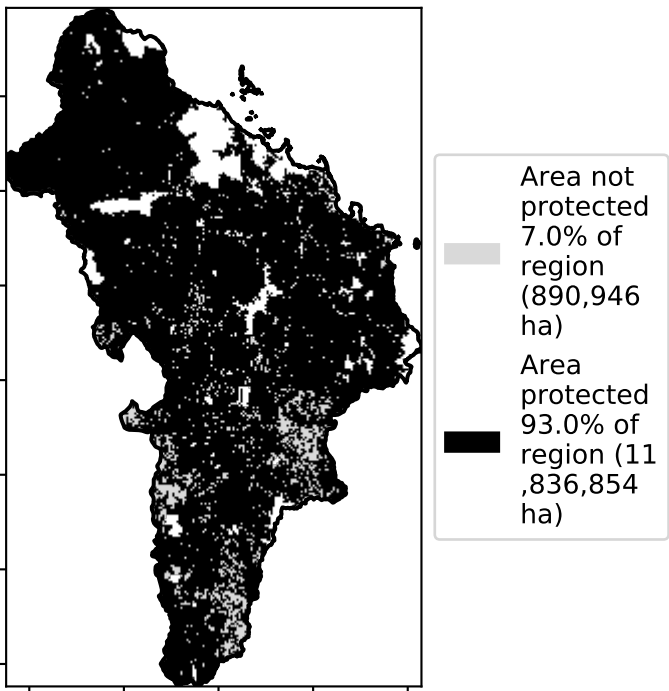 Area not
protected
7.0% of
region
(890,946
ha)
Area
protected
93.0% of
region (11
,836,854
ha)